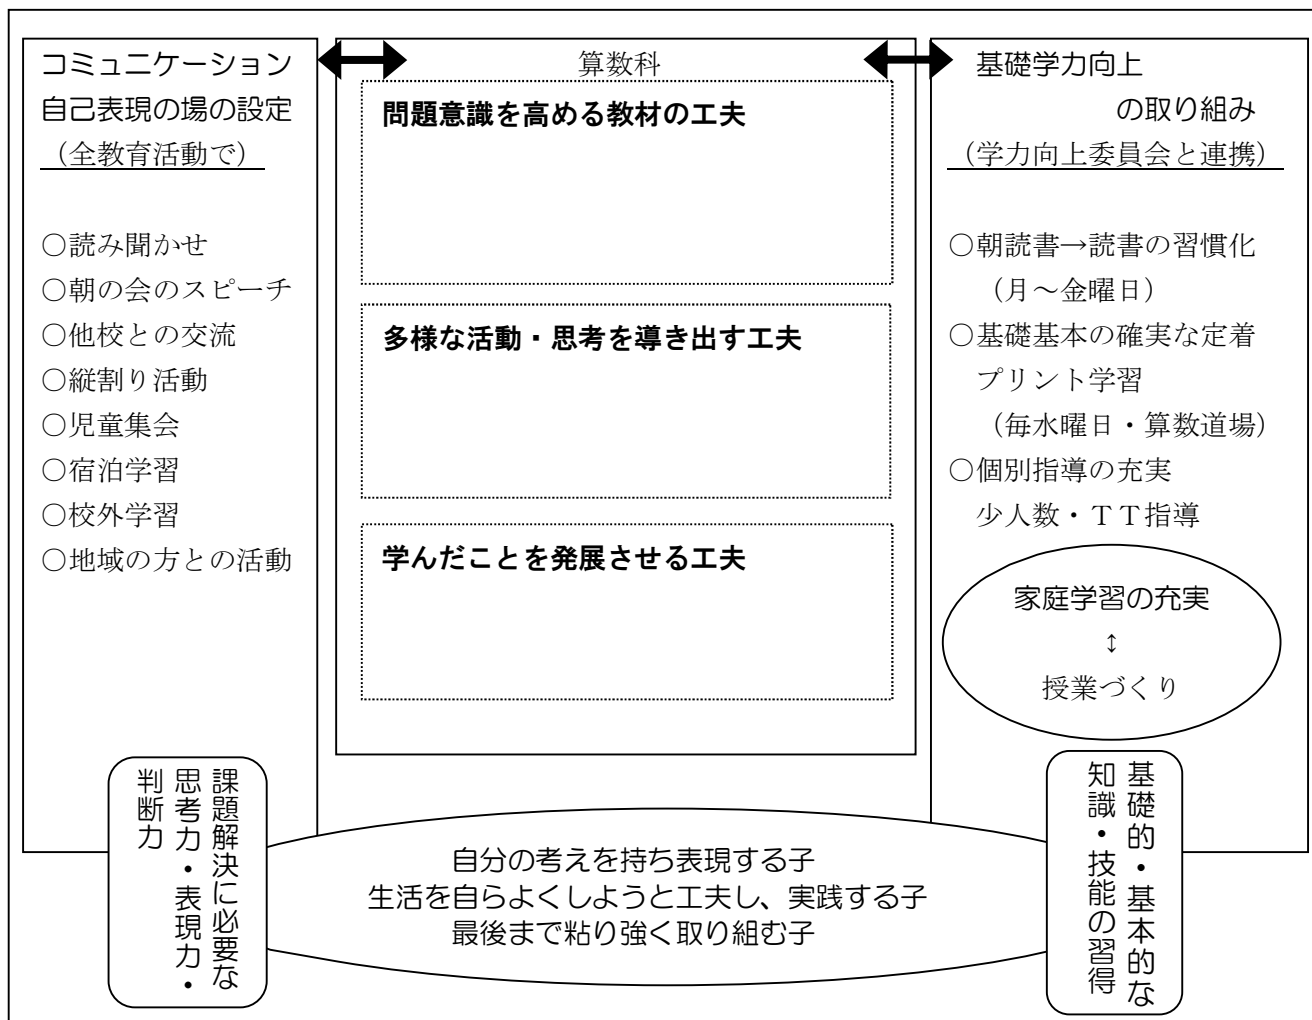 コミュニケーション
自己表現の場の設定
（全教育活動で）
○読み聞かせ
○朝の会のスピーチ
○他校との交流
○縦割り活動
○児童集会
○宿泊学習
○校外学習
○地域の方との活動
算数科
問題意識を高める教材の工夫
多様な活動・思考を導き出す工夫
学んだことを発展させる工夫
基礎学力向上
の取り組み
（学力向上委員会と連携）
○朝読書→読書の習慣化
（月～金曜日）
○基礎基本の確実な定着
プリント学習
（毎水曜日・算数道場）
○個別指導の充実
少人数・ＴＴ指導
家庭学習の充実
↕
授業づくり
課題解決に必要な
思考力・表現力・
判断力
自分の考えを持ち表現する子
生活を自らよくしようと工夫し、実践する子
最後まで粘り強く取り組む子
基礎的・基本的な
知識・技能の習得